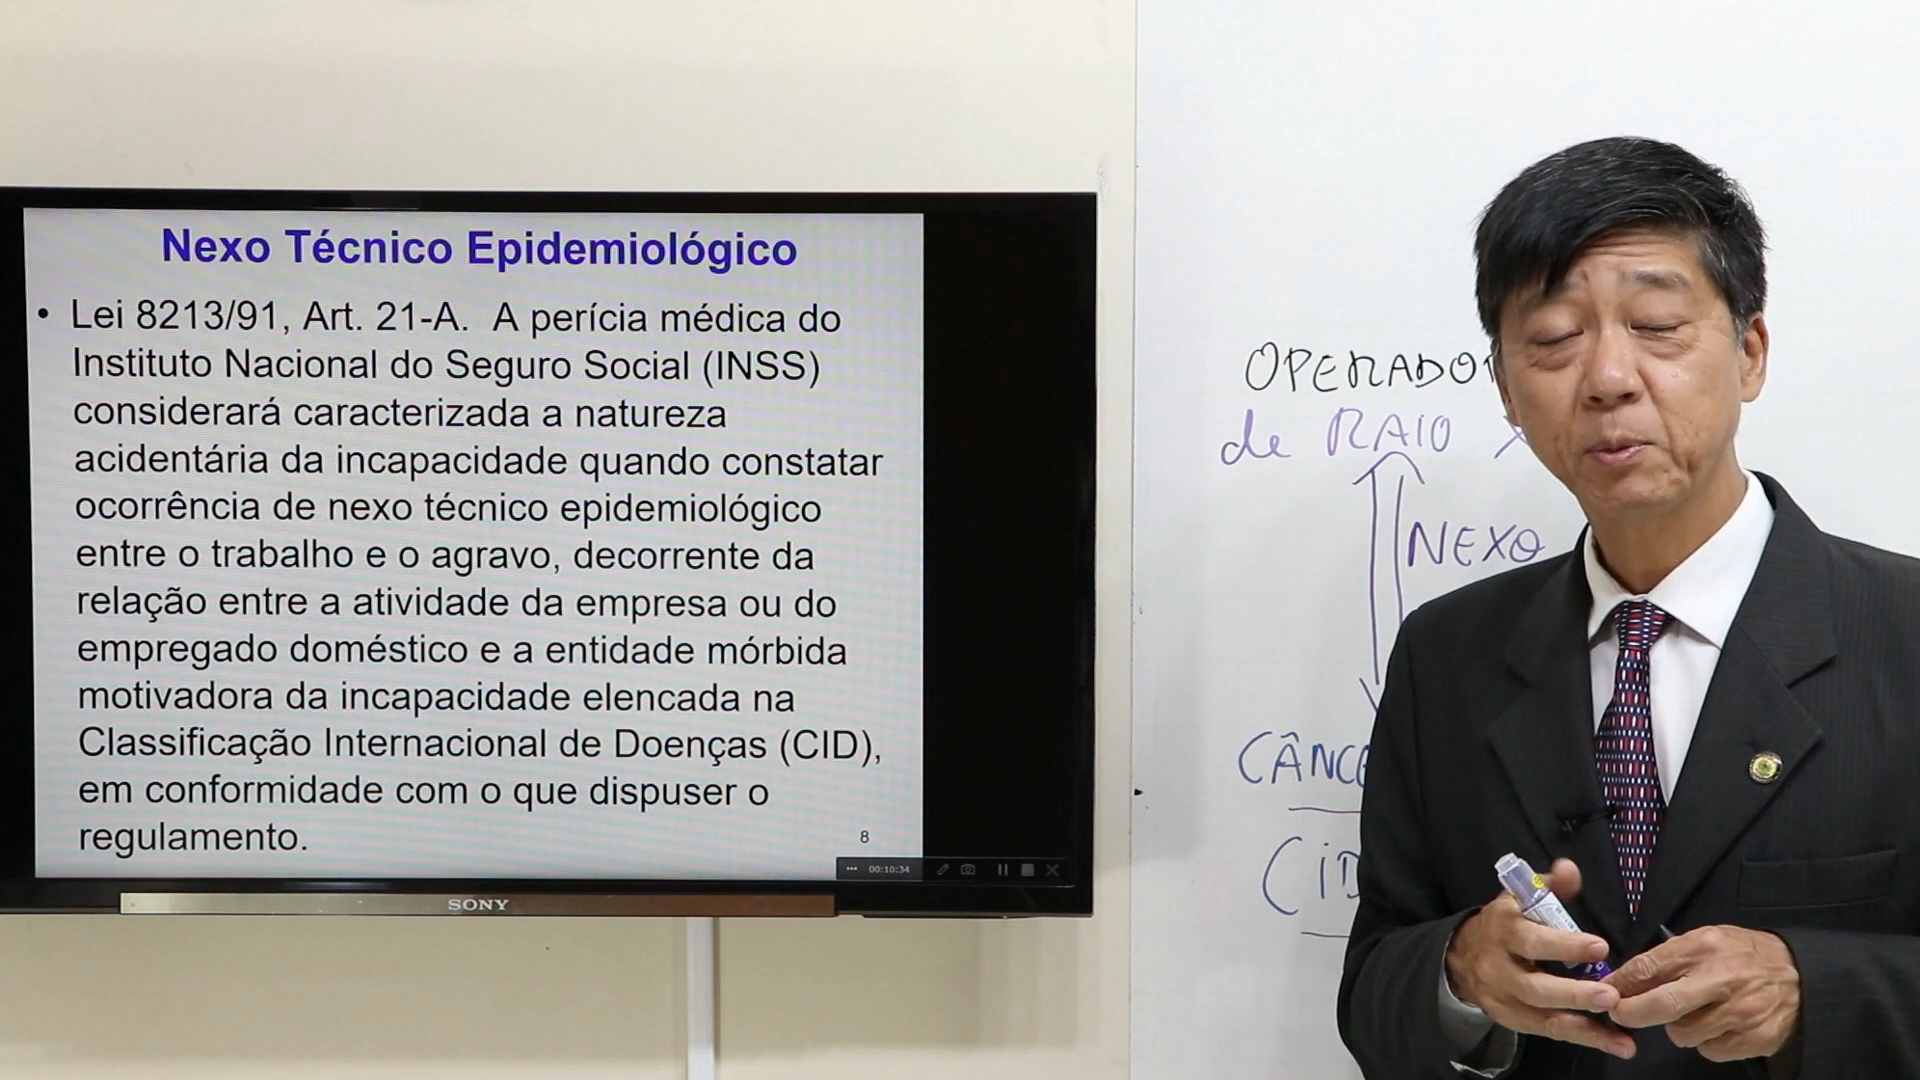 Nexo Técnico Epidemiológico
• Lei 8213/91, Art. 21-A. A perícia médica do
Instituto Nacional do Seguro Social (INSS)
considerará caracterizada a natureza
acidentária da incapacidade quando constatar
ocorrência de nexo técnico epidemiológico
entre o trabalho e o agravo, decorrente da
relação entre a atividade da empresa ou do
empregado doméstico e a entidade mórbida
motivadora da incapacidade elencada na
Classificação Internacional de Doenças (CID),
em conformidade com o que dispuser o
regulamento.
8
00:10:34
SONY
OPERADOR
de RAIO X
NEXO